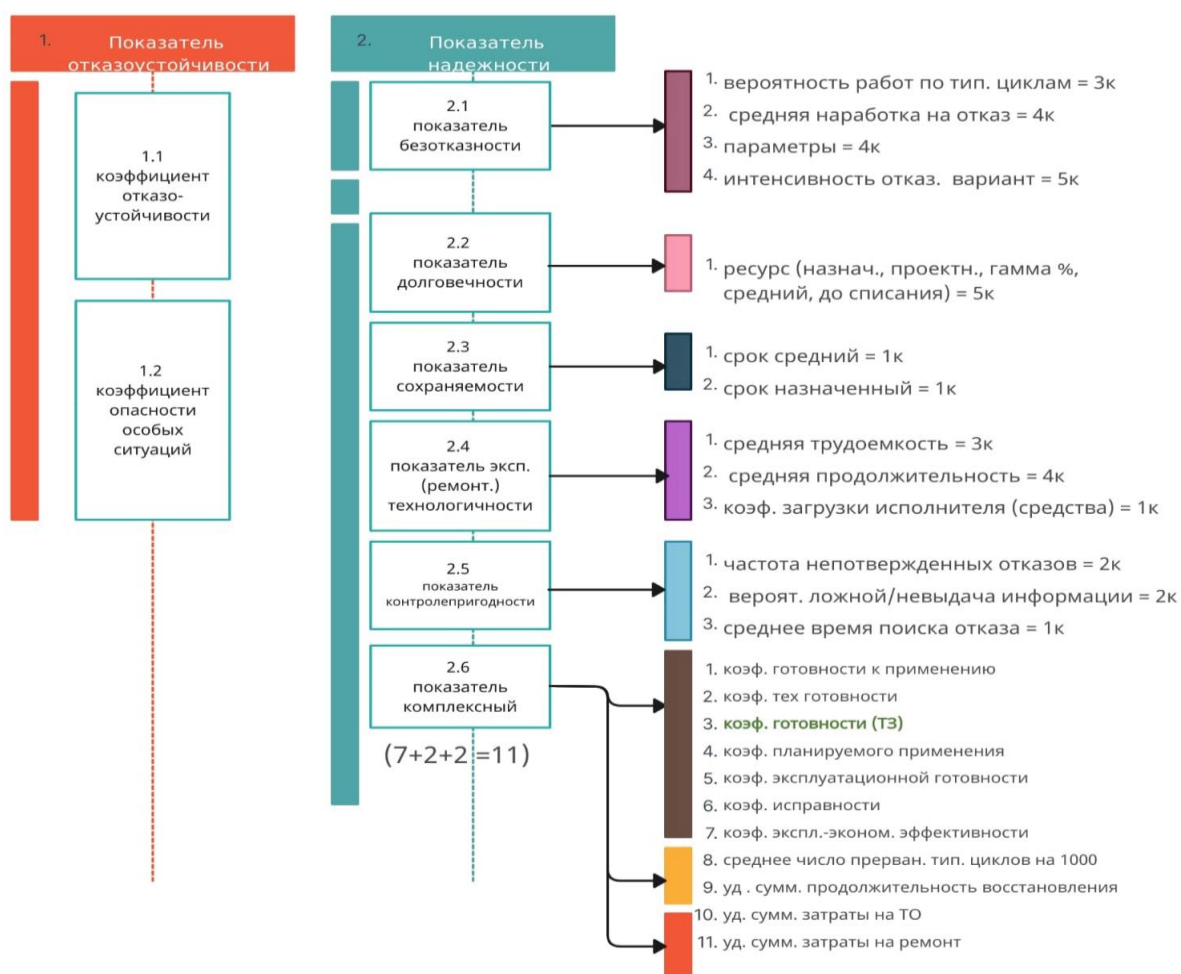 1.
Показатель
отказоустойчивости
1.1
коэффициент
отказо-
устойчивости
1.2
коэффициент
опасности
особых
ситуаций
2.
Показатель
надежности
2.1
показатель
безотказности
1. вероятность работ по тип. циклам = 3к
2. средняя наработка на отказ = 4к
3. параметры = 4к
4. интенсивность отказ. вариант = 5к
2.2
показатель
долговечности
1. ресурс (назнач., проектн., гамма %,
средний, до списания) = 5к
2.3
показатель
сохраняемости
1. срок средний = 1к
2. срок назначенный = 1к
2.4
показатель эксп.
(ремонт.)
технологичности
1. средняя трудоемкость = 3к
2. средняя продолжительность = 4к
3. коэф. загрузки исполнителя (средства) = 1к
2.5
показатель
контролепригодности
1. частота непотвержденных отказов = 2к
2. вероят. ложной/невыдача информации = 2к
3. среднее время поиска отказа = 1к
2.6
показатель
комплексный
(7+2+2 =11)
1. коэф. готовности к применению
2. коэф. тех готовности
3. коэф. готовности (ТЗ)
4. коэф. планируемого применения
5. коэф. эксплуатационной готовности
6. коэф. исправности
7. коэф. экспл.-эконом. эффективности
8. среднее число прерван. тип. циклов на 1000
9. уд . сумм. продолжительность восстановления
10. уд. сумм. затраты на ТО
11. уд. сумм. затраты на ремонт